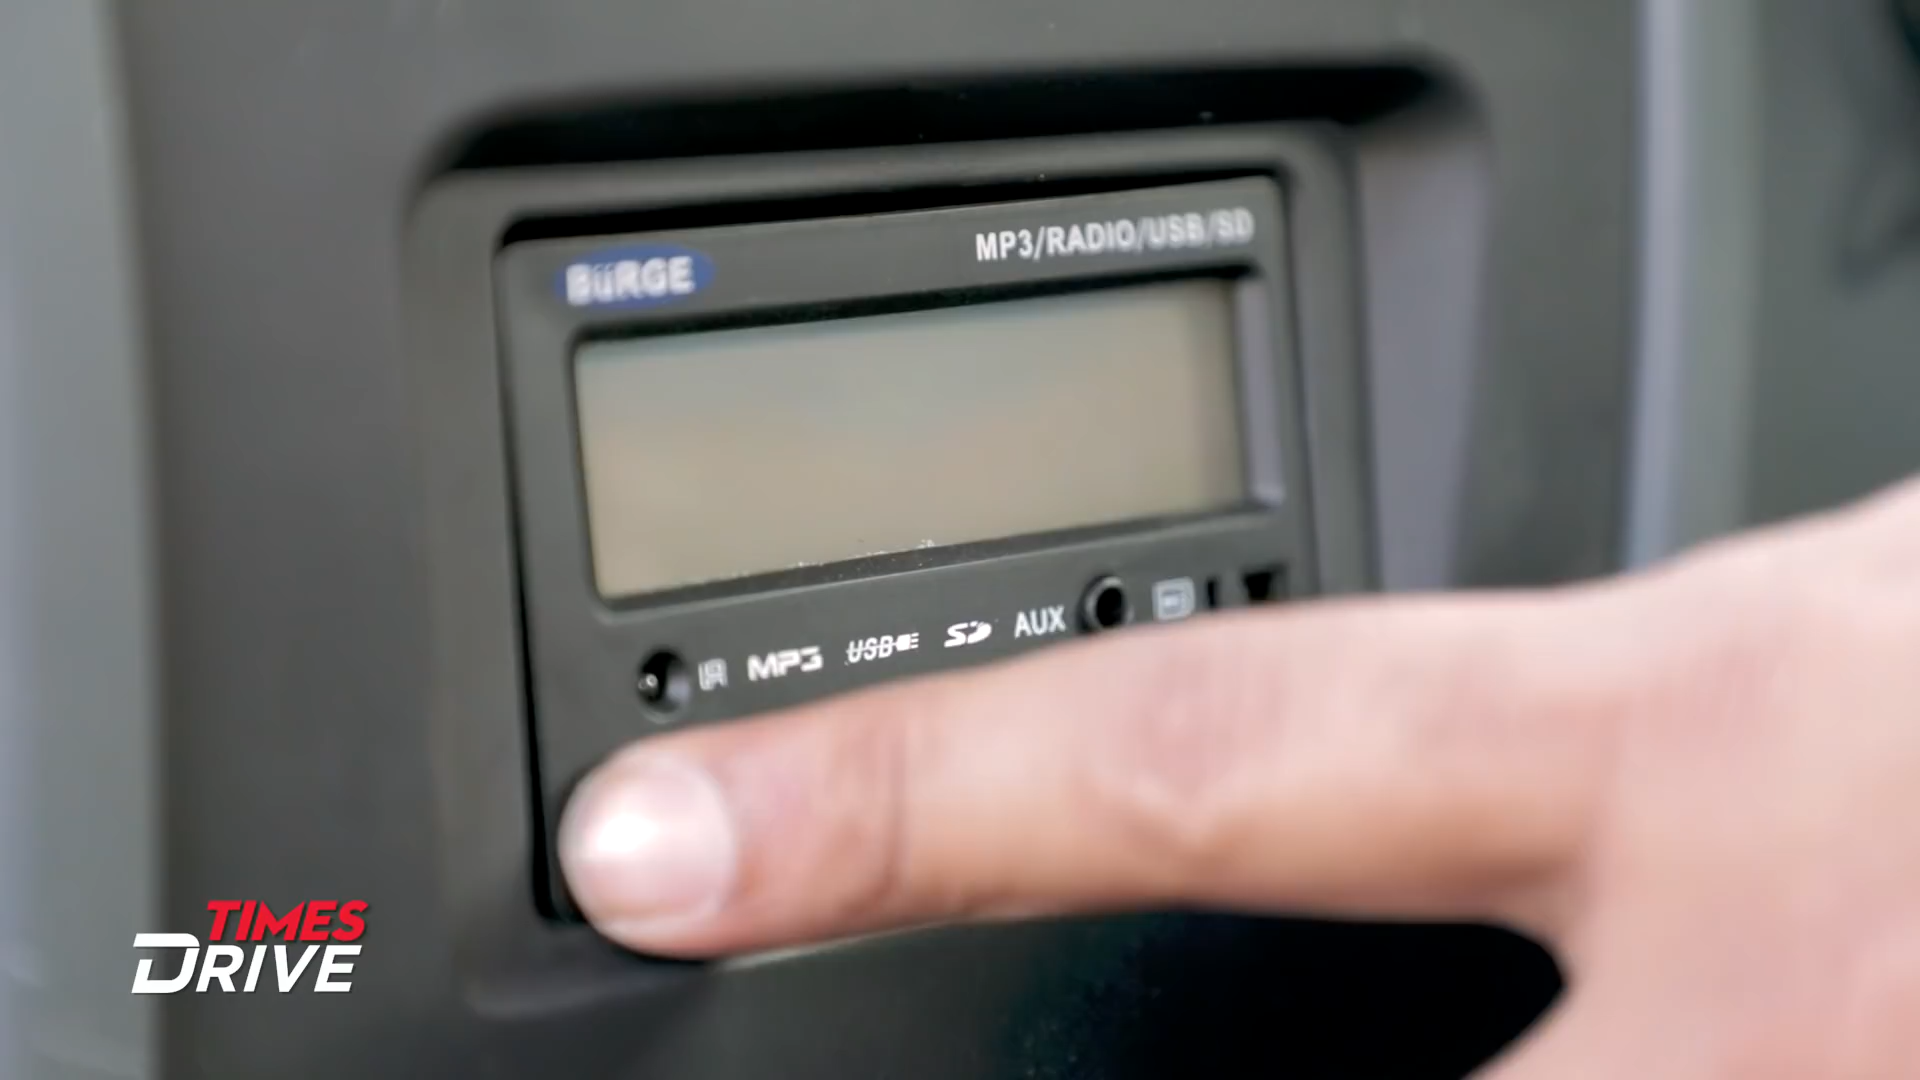 BüRGE
MP3/RADIO/USB/SD
MP3 USB SD AUX
TIMES
DRIVE